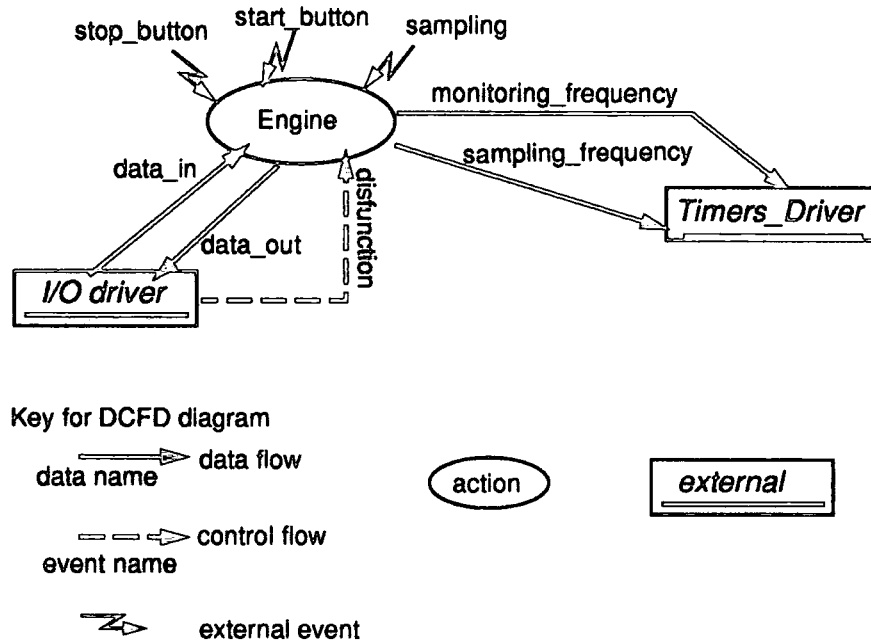 start_button
stop_button
sampling
Engine
monitoring_frequency
sampling_frequency
data_in
disfunction
Timers_Driver
data_out
I/O driver
Key for DCFD diagram
data flow
data name
action
external
control flow
event name
external event